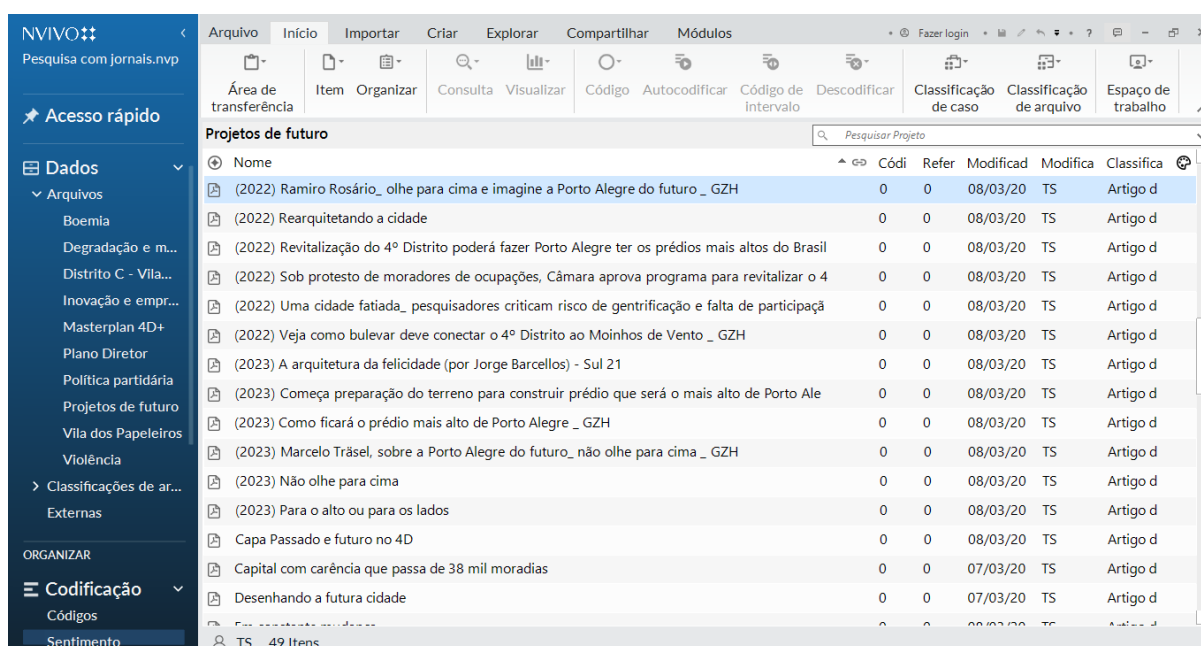 NVIVO
Pesquisa com jornais.nvp
Acesso rápido
Dados
Arquivos
Boemia
Degradação e m...
Distrito C - Vila...
Inovação e empr...
Masterplan 4D+
Plano Diretor
Política partidária
Projetos de futuro
Vila dos Papeleiros
Violência
Classificações de ar...
Externas
ORGANIZAR
Codificação
Códigos
Sentimento
Arquivo Início Importar Criar Explorar Compartilhar Módulos Fazer login ?
Área de transferência Item Organizar Consulta Visualizar Código Autocodificar Código de intervalo Descodificar Classificação de caso Classificação de arquivo Espaço de trabalho
Projetos de futuro Pesquisar Projeto
Nome Códi Refer Modificad Modifica Classifica
(2022) Ramiro Rosário_ olhe para cima e imagine a Porto Alegre do futuro _ GZH 0 0 08/03/20 TS Artigo d
(2022) Rearquitetando a cidade 0 0 08/03/20 TS Artigo d
(2022) Revitalização do 4º Distrito poderá fazer Porto Alegre ter os prédios mais altos do Brasil 0 0 08/03/20 TS Artigo d
(2022) Sob protesto de moradores de ocupações, Câmara aprova programa para revitalizar o 4 0 0 08/03/20 TS Artigo d
(2022) Uma cidade fatiada_ pesquisadores criticam risco de gentrificação e falta de participaçã 0 0 08/03/20 TS Artigo d
(2022) Veja como bulevar deve conectar o 4º Distrito ao Moinhos de Vento _ GZH 0 0 08/03/20 TS Artigo d
(2023) A arquitetura da felicidade (por Jorge Barcellos) - Sul 21 0 0 08/03/20 TS Artigo d
(2023) Começa preparação do terreno para construir prédio que será o mais alto de Porto Ale 0 0 08/03/20 TS Artigo d
(2023) Como ficará o prédio mais alto de Porto Alegre _ GZH 0 0 08/03/20 TS Artigo d
(2023) Marcelo Träsel, sobre a Porto Alegre do futuro_ não olhe para cima _ GZH 0 0 08/03/20 TS Artigo d
(2023) Não olhe para cima 0 0 08/03/20 TS Artigo d
(2023) Para o alto ou para os lados 0 0 08/03/20 TS Artigo d
Capa Passado e futuro no 4D 0 0 08/03/20 TS Artigo d
Capital com carência que passa de 38 mil moradias 0 0 07/03/20 TS Artigo d
Desenhando a futura cidade 0 0 07/03/20 TS Artigo d
TS 49 Itens